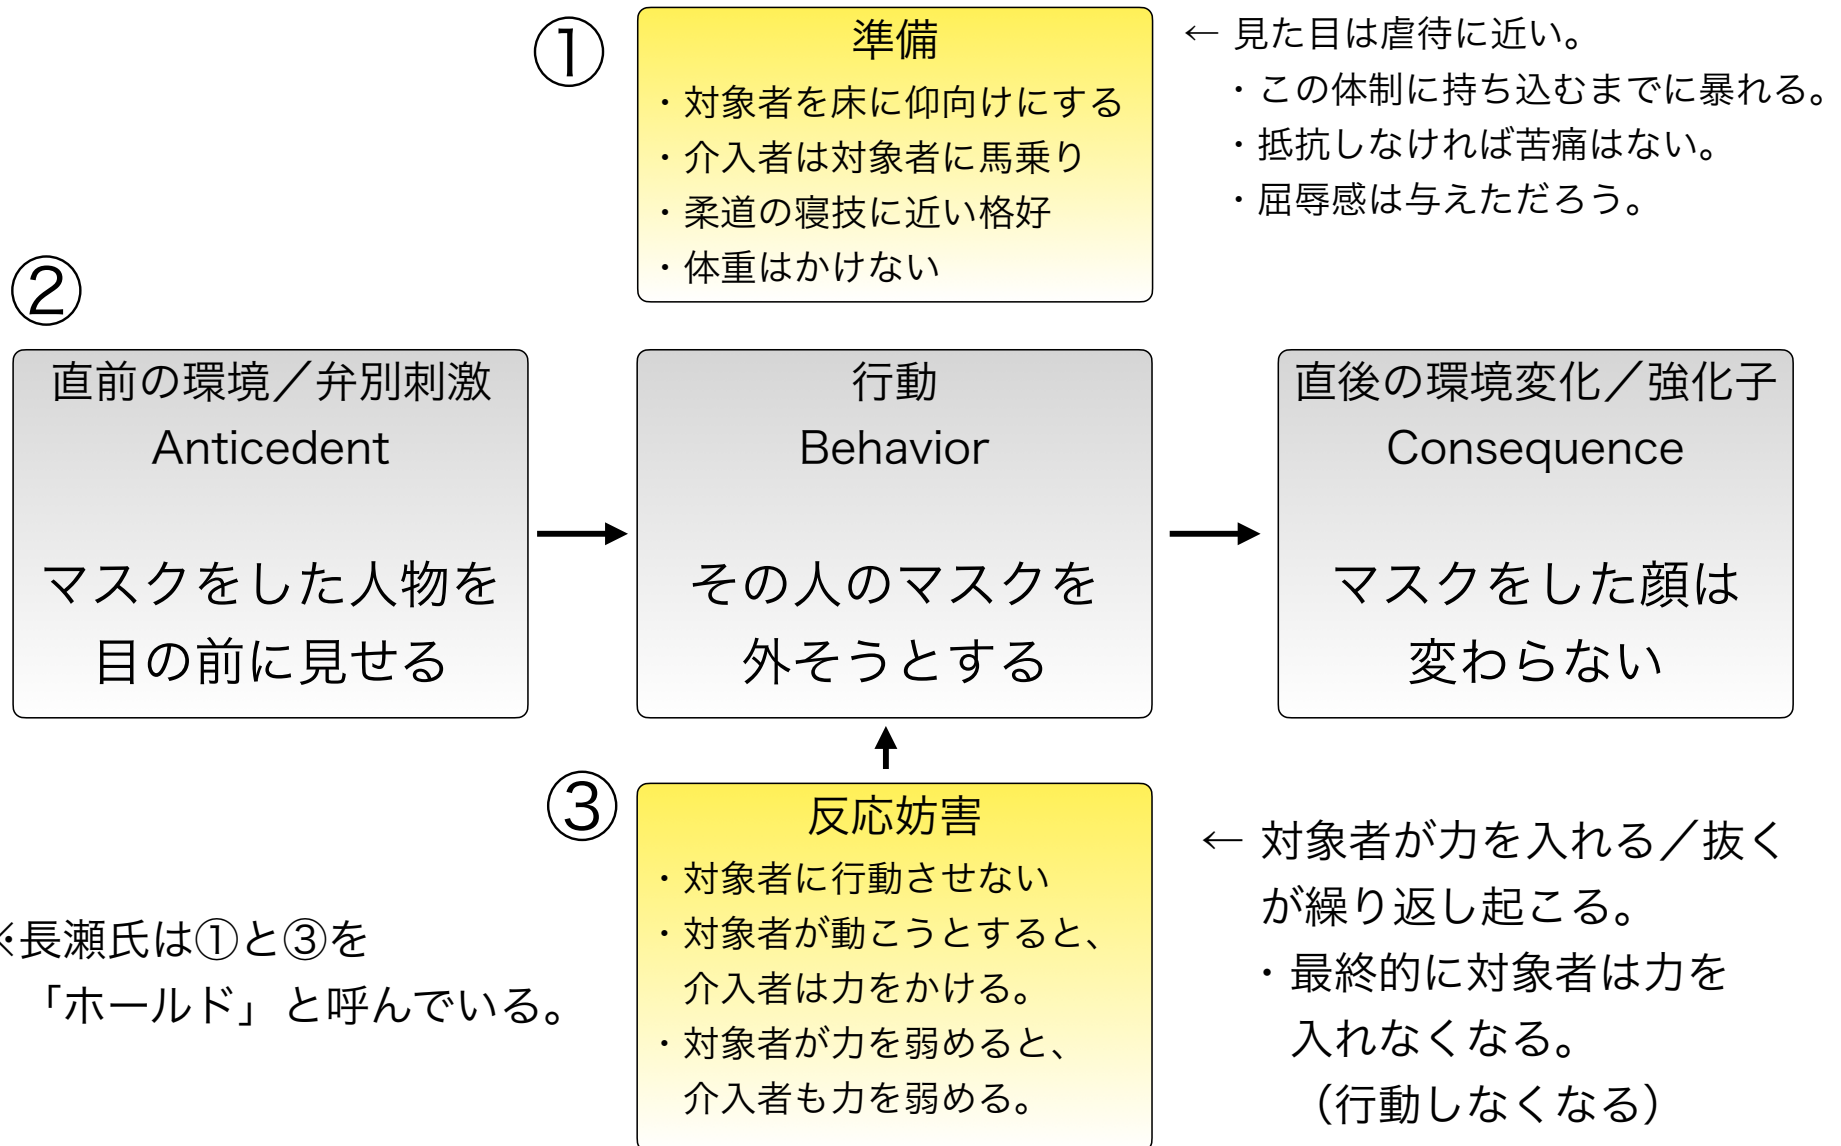 ①
準備
・対象者を床に仰向けにする
・介入者は対象者に馬乗り
・柔道の寝技に近い格好
・体重はかけない
← 見た目は虐待に近い。
・この体制に持ち込むまでに暴れる。
・抵抗しなければ苦痛はない。
・屈辱感は与えただろう。
②
直前の環境／弁別刺激
Anticedent
マスクをした人物を
目の前に見せる
行動
Behavior
その人のマスクを
外そうとする
直後の環境変化／強化子
Consequence
マスクをした顔は
変わらない
③
反応妨害
・対象者に行動させない
・対象者が動こうとすると、
介入者は力をかける。
・対象者が力を弱めると、
介入者も力を弱める。
← 対象者が力を入れる／抜く
が繰り返し起こる。
・最終的に対象者は力を
入れなくなる。
（行動しなくなる）
※長瀬氏は①と③を
「ホールド」と呼んでいる。